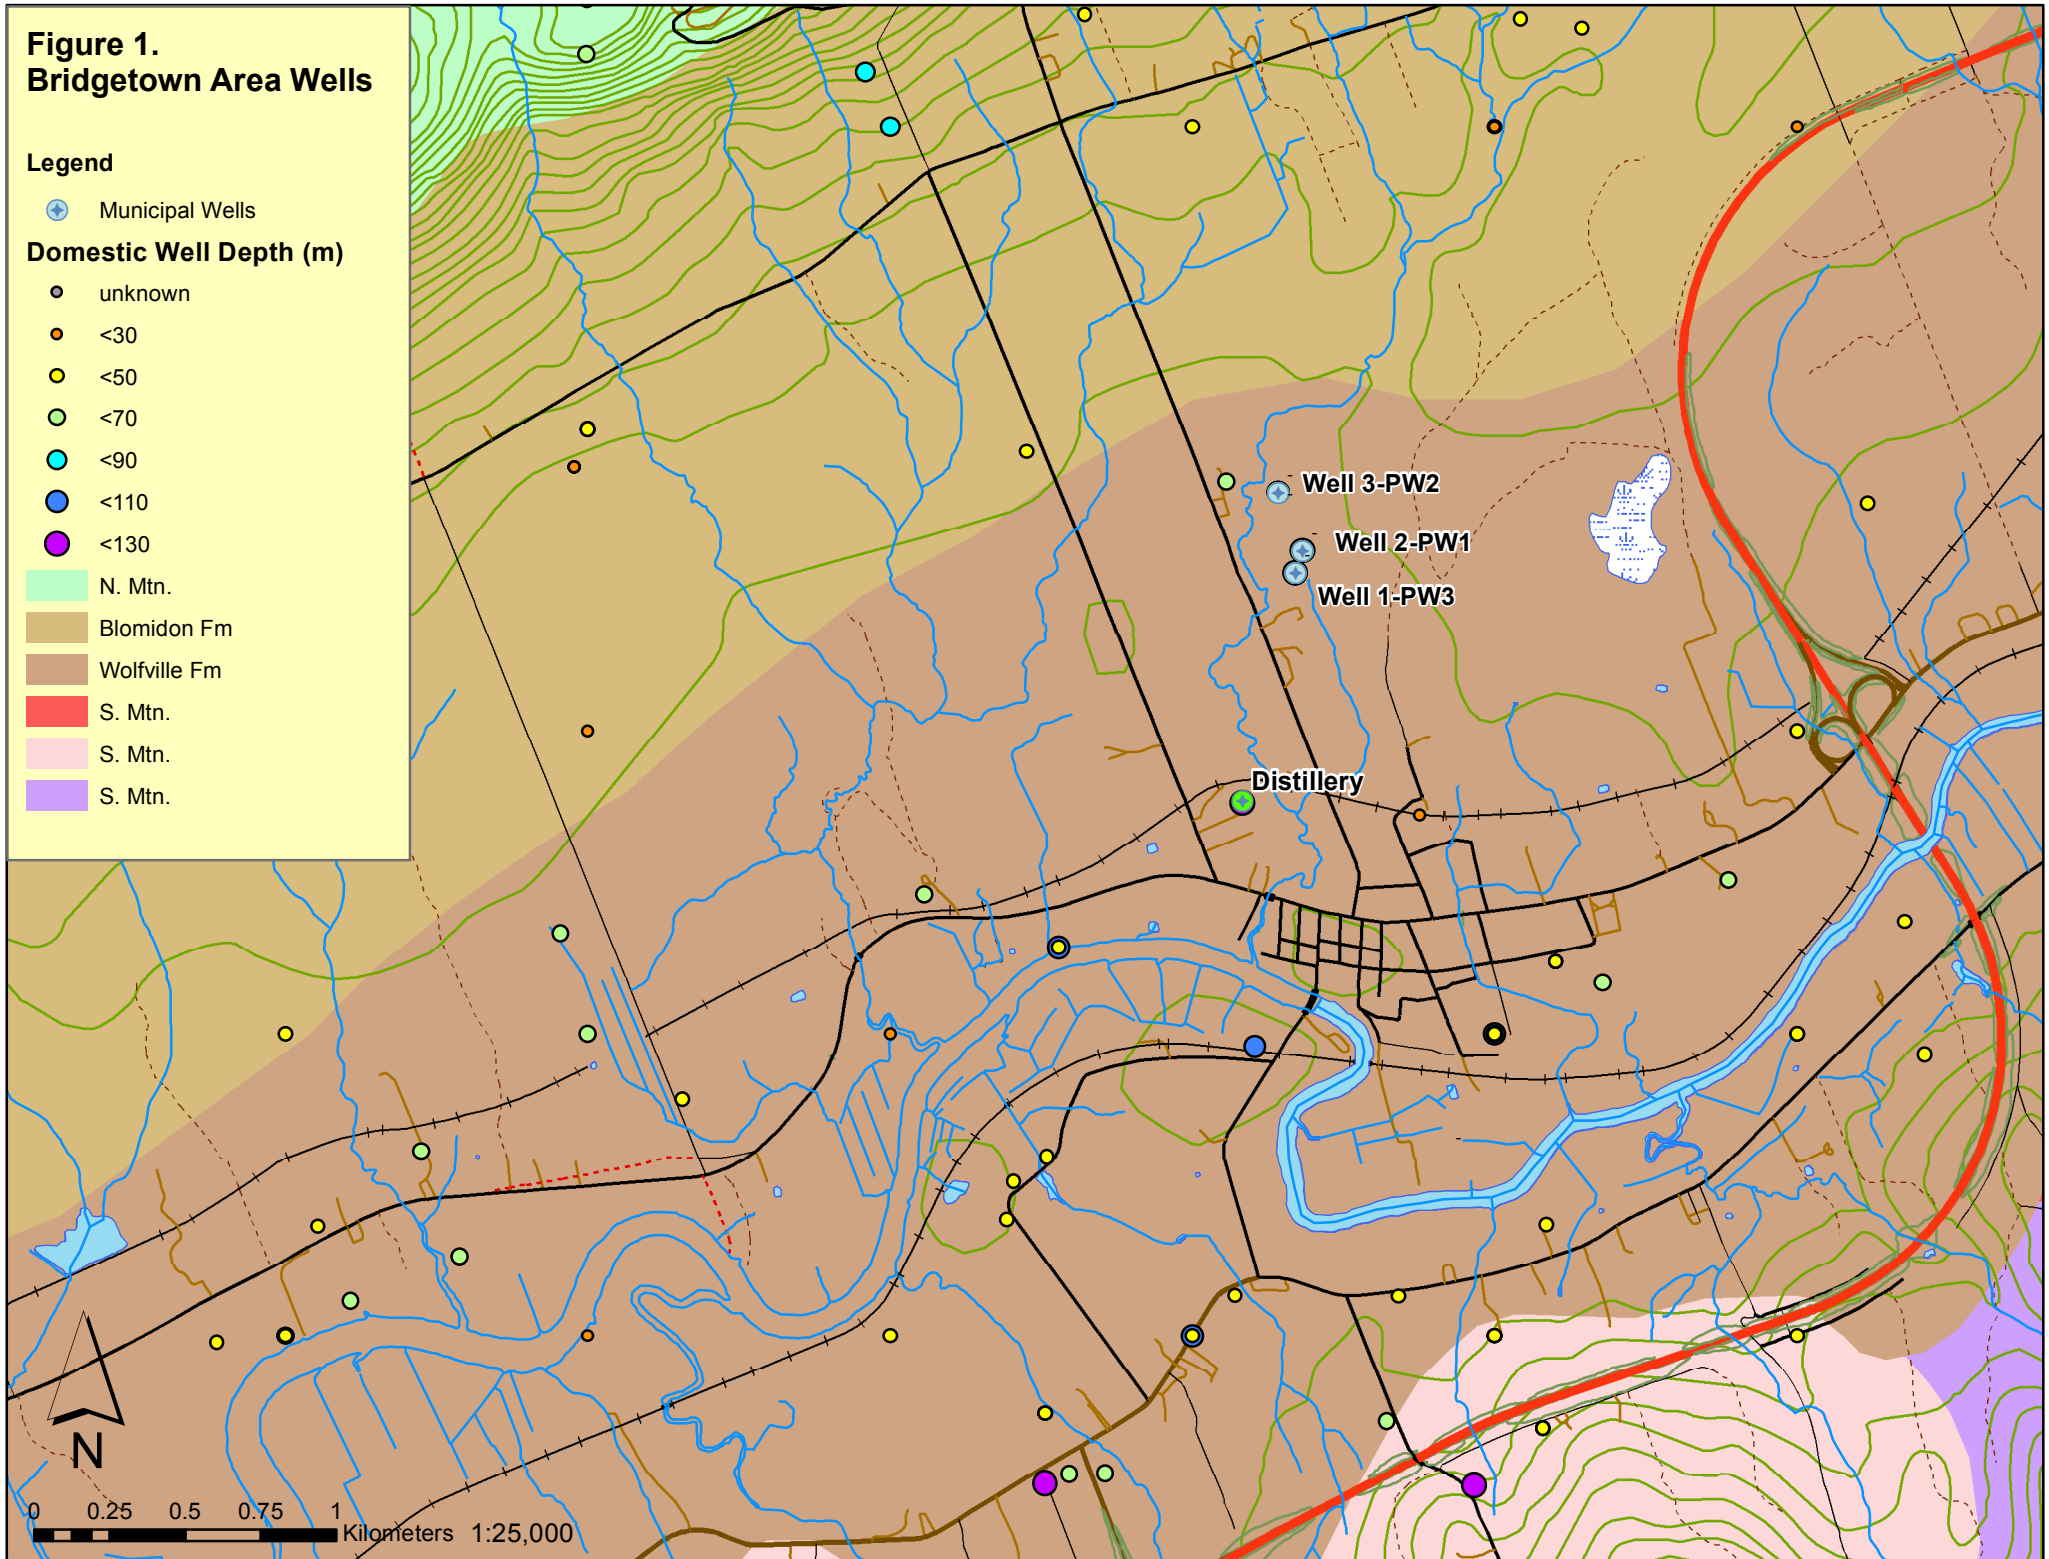 Figure 1.
Bridgetown Area Wells
Legend
Municipal Wells
Domestic Well Depth (m)
unknown
<30
<50
<70
<90
<110
<130
N. Mtn.
Blomidon Fm
Wolfville Fm
S. Mtn.
S. Mtn.
S. Mtn.
Well 3-PW2
Well 2-PW1
Well 1-PW3
Distillery
N
0 0.25 0.5 0.75 1
Kilometers 1:25,000